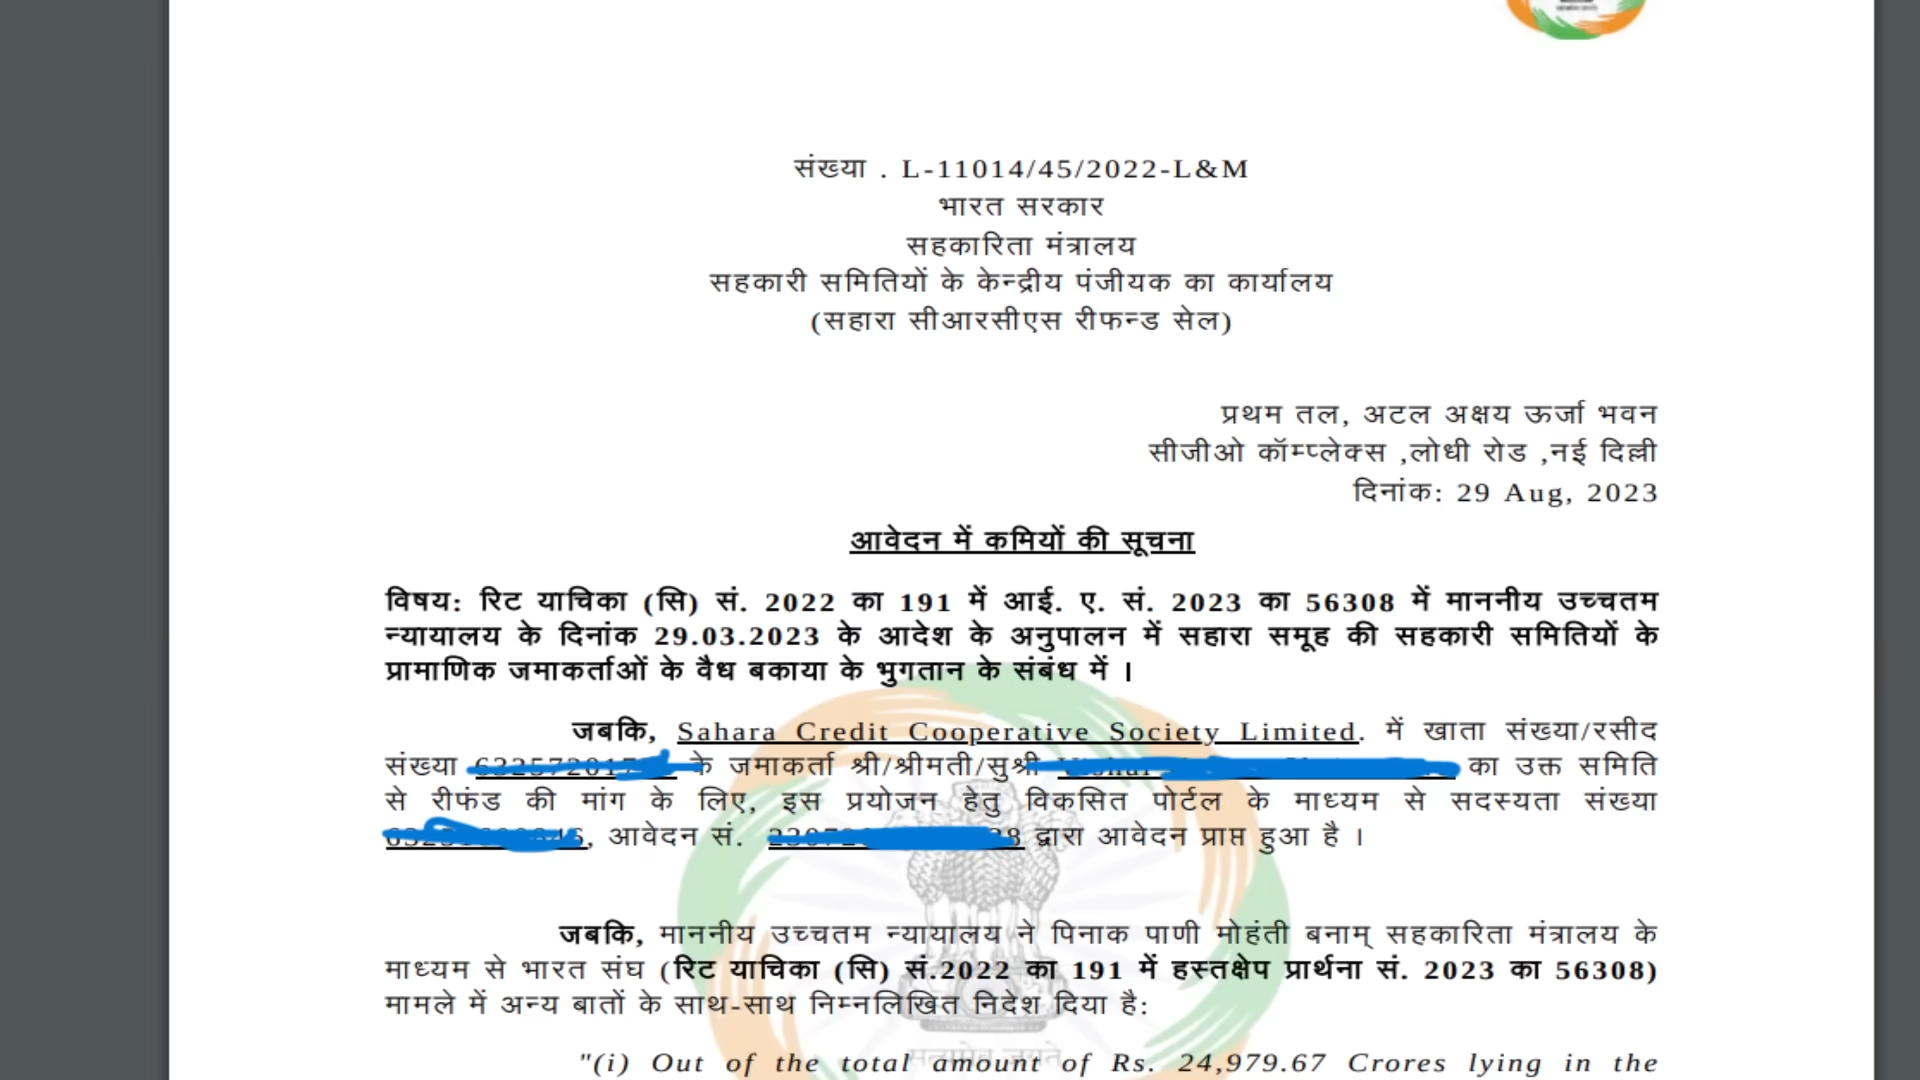 संख्या . L-11014/45/2022-L&M
भारत सरकार
सहकारिता मंत्रालय
सहकारी समितियों के केन्द्रीय पंजीयक का कार्यालय
(सहारा सीआरसीएस रीफन्ड सेल)
प्रथम तल, अटल अक्षय ऊर्जा भवन
सीजीओ कॉम्प्लेक्स ,लोधी रोड ,नई दिल्ली
दिनांक: 29 Aug, 2023
आवेदन में कमियों की सूचना
विषय: रिट याचिका (सि) सं. 2022 का 191 में आई. ए. सं. 2023 का 56308 में माननीय उच्चतम
न्यायालय के दिनांक 29.03.2023 के आदेश के अनुपालन में सहारा समूह की सहकारी समितियों के
प्रामाणिक जमाकर्ताओं के वैध बकाया के भुगतान के संबंध में ।
जबकि, Sahara Credit Cooperative Society Limited. में खाता संख्या/रसीद
संख्या के जमाकर्ता श्री/श्रीमती/सुश्री का उक्त समिति
से रीफंड की मांग के लिए, इस प्रयोजन हेतु विकसित पोर्टल के माध्यम से सदस्यता संख्या
, आवेदन सं. द्वारा आवेदन प्राप्त हुआ है ।
जबकि, माननीय उच्चतम न्यायालय ने पिनाक पाणी मोहंती बनाम् सहकारिता मंत्रालय के
माध्यम से भारत संघ (रिट याचिका (सि) सं.2022 का 191 में हस्तक्षेप प्रार्थना सं. 2023 का 56308)
मामले में अन्य बातों के साथ-साथ निम्नलिखित निदेश दिया है:
सत्यमेव जयते
"(i) Out of the total amount of Rs. 24,979.67 Crores lying in the